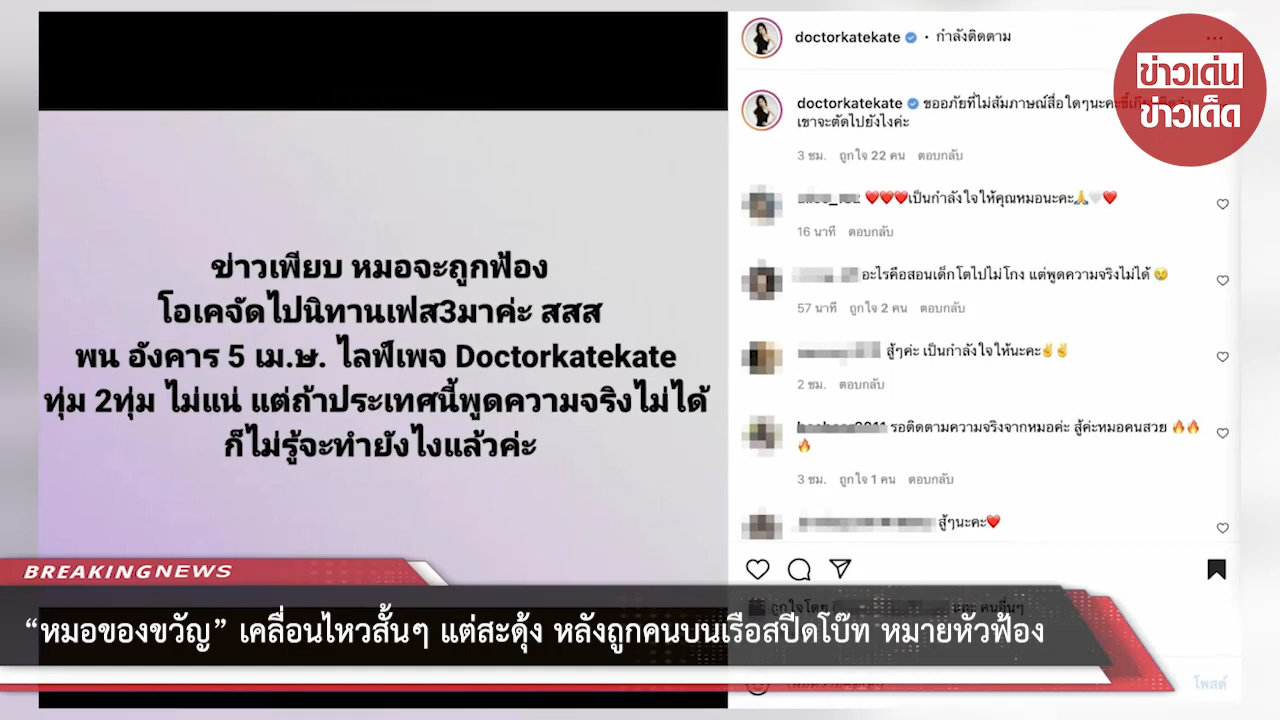 ข่าวเพียบ หมอจะถูกฟ้อง
โอเคจัดไปนิทานเฟส3มาค่ะ สสส
พน อังคาร 5 เม.ษ. ไลฟ์เพจ Doctorkatekate
ทุ่ม 2ทุ่ม ไม่แน่ แต่ถ้าประเทศนี้พูดความจริงไม่ได้
ก็ไม่รู้จะทำยังไงแล้วค่ะ
doctorkatekate • กำลังติดตาม
ข่าวเด่น
ข่าวเด็ด
doctorkatekate ขออภัยที่ไม่สัมภาษณ์สื่อใดๆนะคะ
เขาจะตัดไปยังไงค่ะ
3 ชม. ถูกใจ 22 คน ตอบกลับ
❤️❤️❤️เป็นกำลังใจให้คุณหมอนะคะ🙏🤍❤️
16 นาที ตอบกลับ
อะไรคือสอนเด็กโตไปไม่โกง แต่พูดความจริงไม่ได้ 🥲
57 นาที ถูกใจ 2 คน ตอบกลับ
สู้ๆค่ะ เป็นกำลังใจให้นะคะ✌️✌️
2 ชม. ตอบกลับ
รอติดตามความจริงจากหมอค่ะ สู้ค่ะหมอคนสวย 🔥🔥
🔥
3 ชม. ถูกใจ 1 คน ตอบกลับ
สู้ๆนะคะ❤️
ถูกใจโดย และ คนอื่นๆ
โพสต์
BREAKINGNEWS
“หมอของขวัญ” เคลื่อนไหวสั้นๆ แต่สะดุ้ง หลังถูกคนบนเรือสปีดโบ๊ท หมายหัวฟ้อง